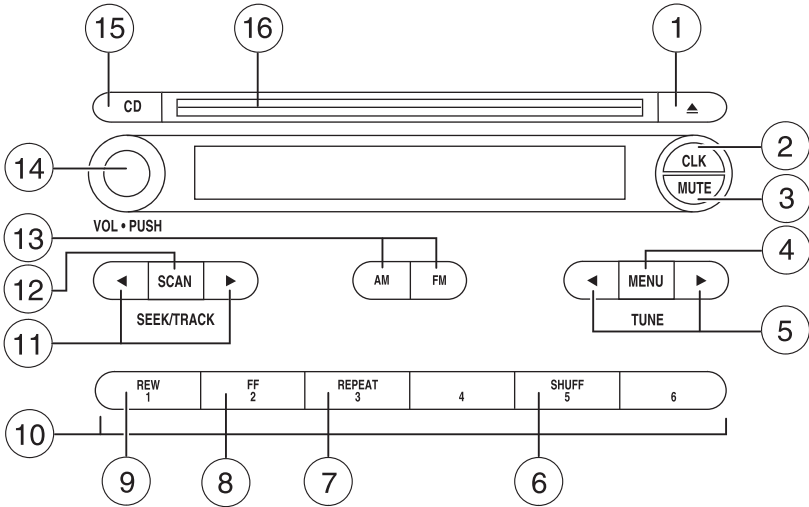 15
16
1
CD
2
CLK
14
MUTE
3
VOL • PUSH
13
4
12
SCAN
AM
FM
MENU
11
SEEK/TRACK
TUNE
5
REW
FF
REPEAT
SHUFF
1
2
3
4
5
6
10
9
8
7
6